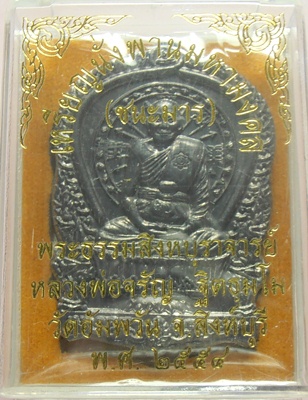 เหรียญนั่งพานมหามงคล
(ชนะมาร)
พระธรรมสิงหบุราจารย์
หลวงพ่อจรัญ ฐิตธมฺโม
วัดอัมพวัน จ.สิงห์บุรี
พ.ศ. ๒๕๕๔